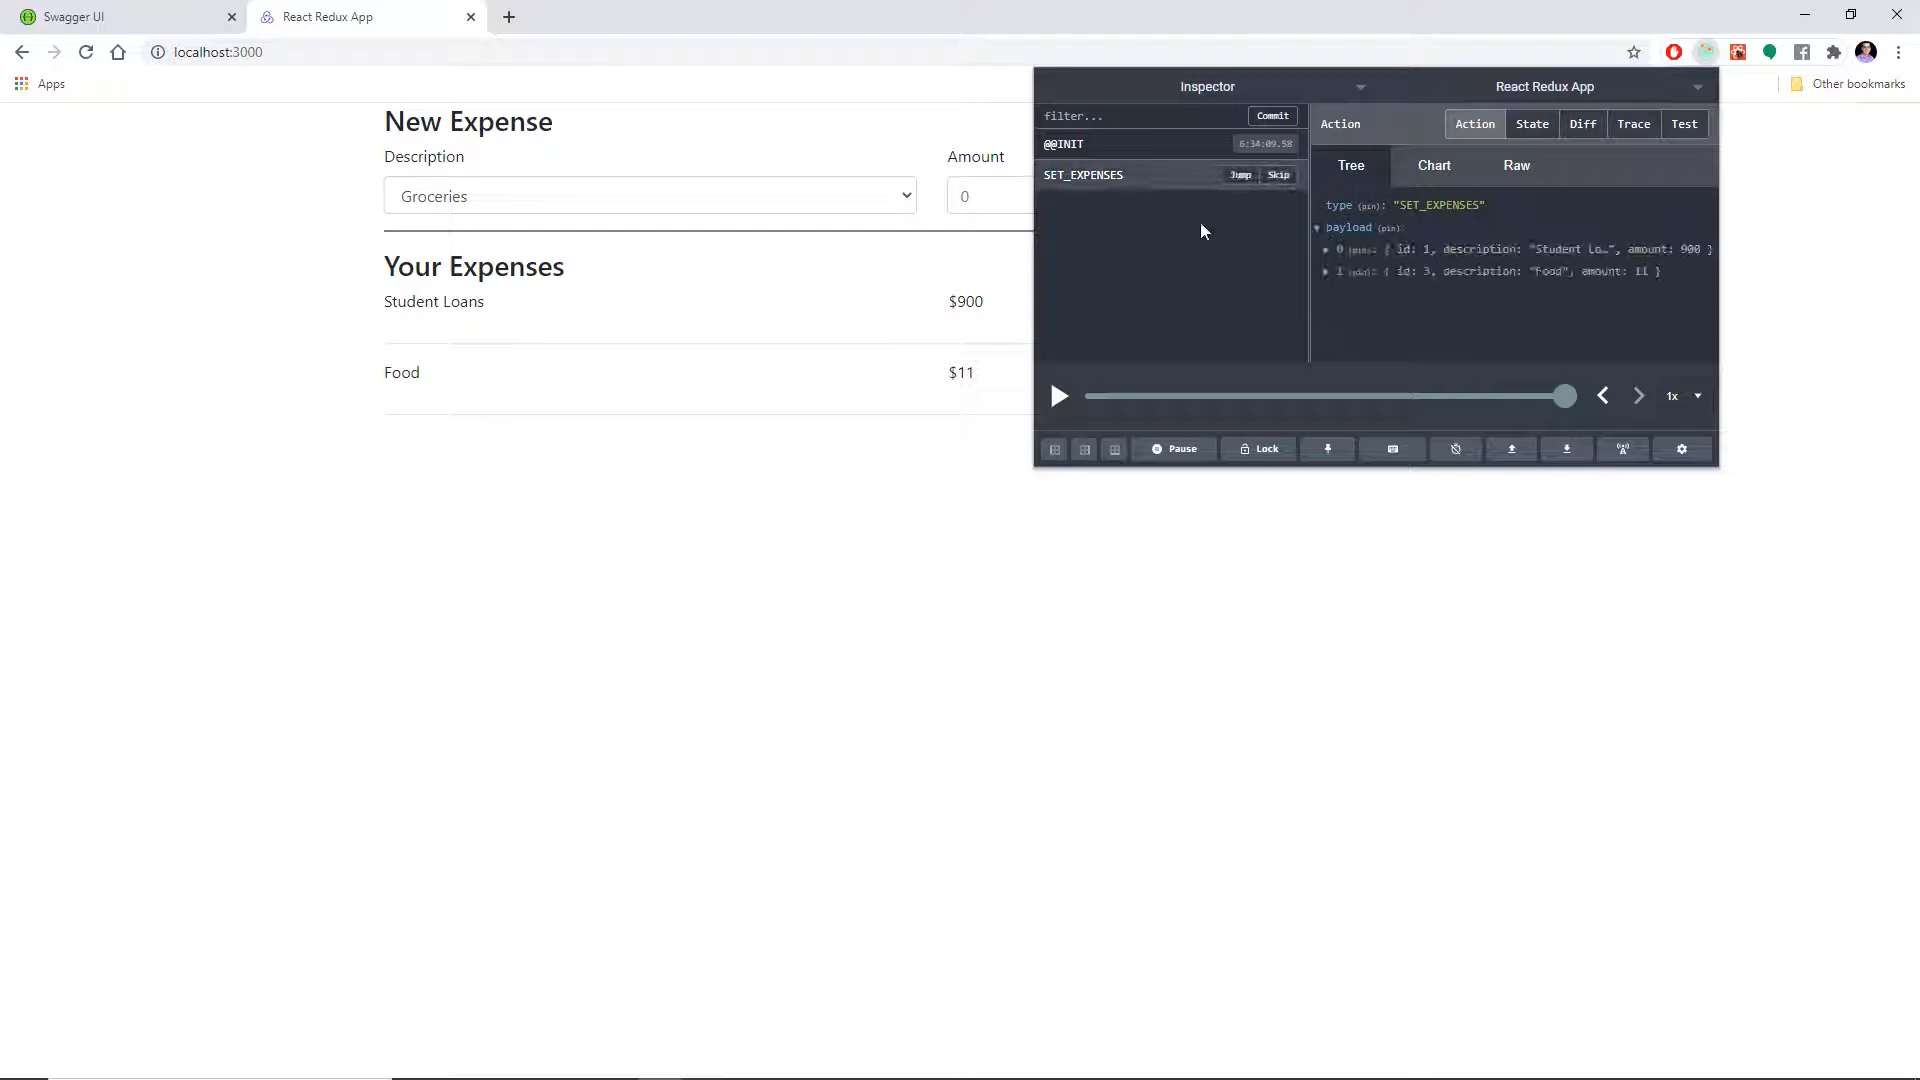 Swagger UI
React Redux App
localhost:3000
Apps
Other bookmarks
New Expense
Description
Amount
Groceries
0
Your Expenses
Student Loans
$900
Food
$11
Inspector
React Redux App
filter...
Commit
@@INIT
6:34:09.58
SET_EXPENSES
Jump
Skip
Action
Action
State
Diff
Trace
Test
Tree
Chart
Raw
type (pin): "SET_EXPENSES"
payload (pin):
0 (pin): { id: 1, description: "Student Lo…", amount: 900 }
1 (pin): { id: 3, description: "Food", amount: 11 }
1x
Pause
Lock